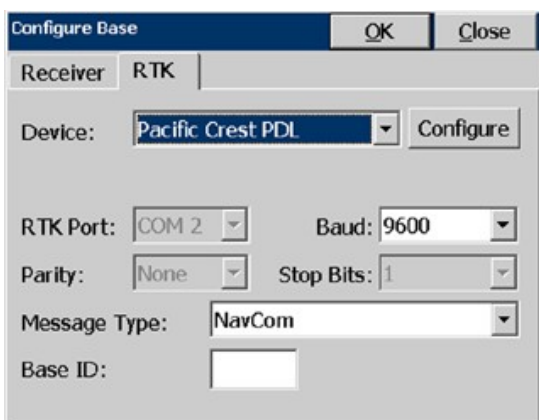 Configure Base OK Close
Receiver RTK
Device: Pacific Crest PDL Configure
RTK Port: COM 2 Baud: 9600
Parity: None Stop Bits: 1
Message Type: NavCom
Base ID: